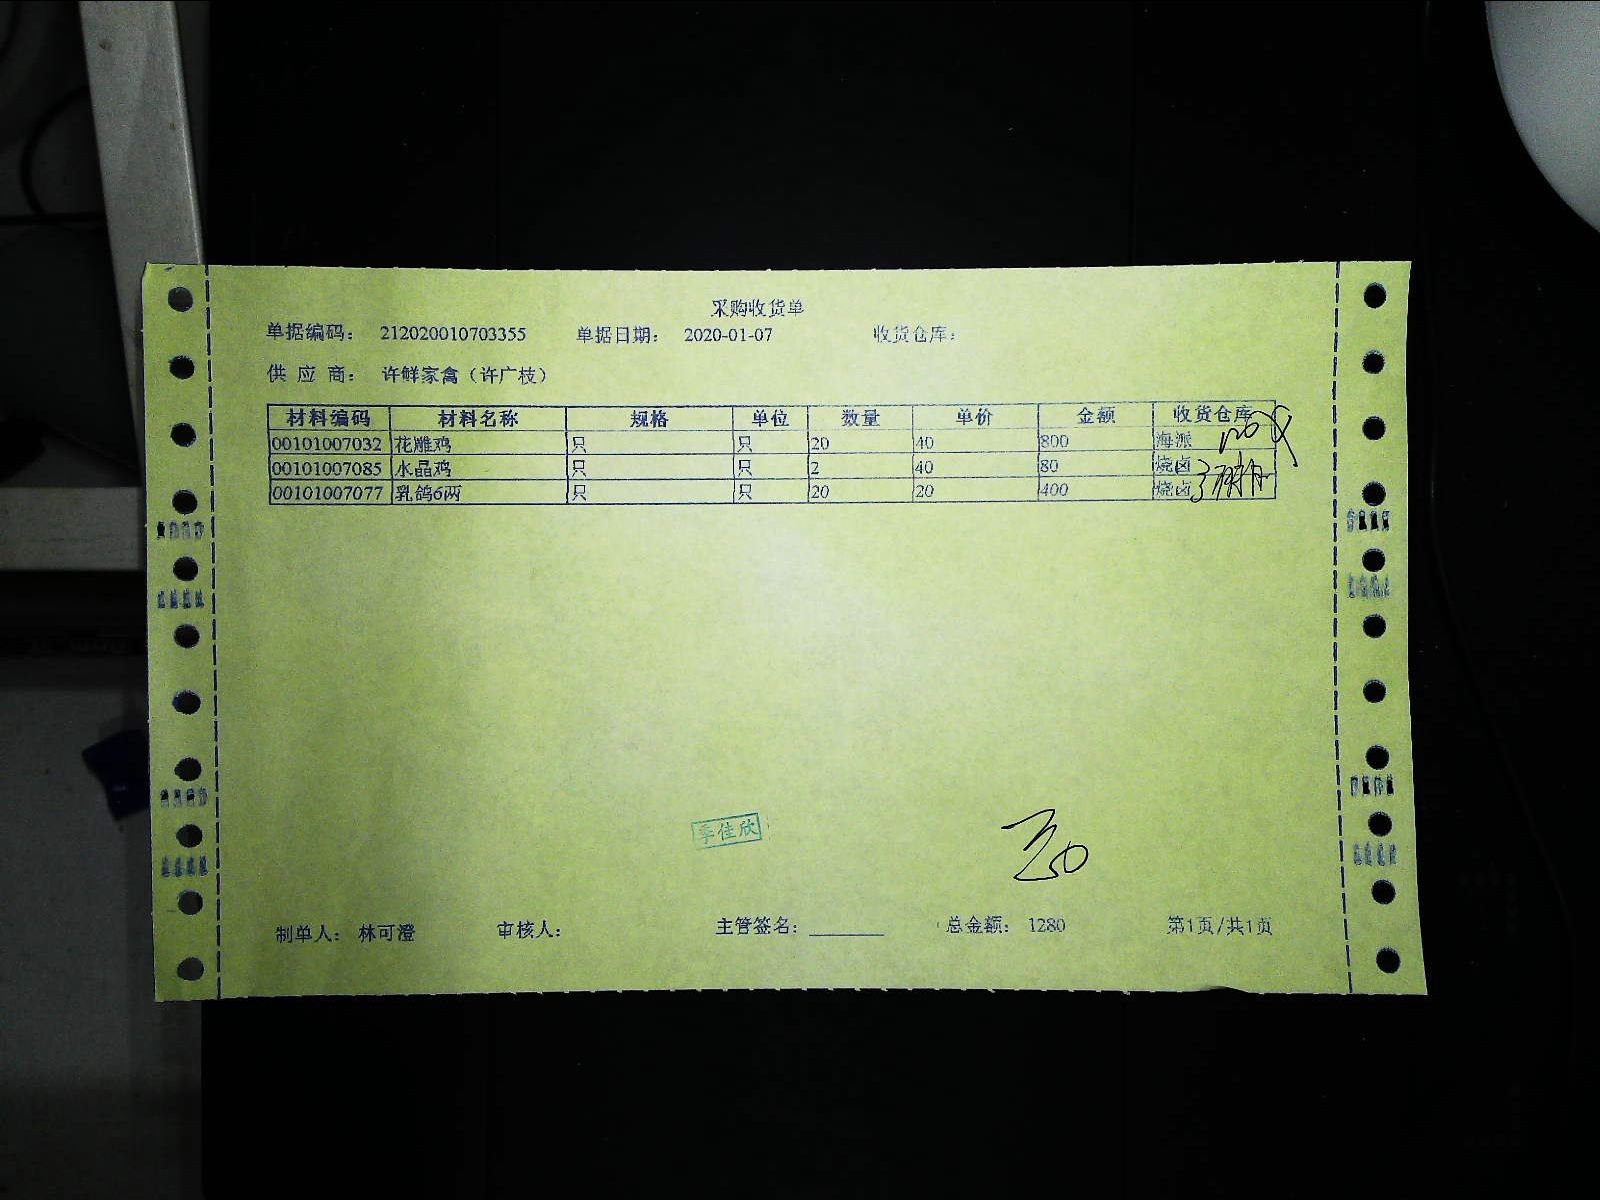 采购收货单
单据编码： 212020010703355 单据日期： 2020-01-07 收货仓库：
供 应 商： 许鲜家禽（许广枝）
材料编码 材料名称 规格 单位 数量 单价 金额 收货仓库
00101007032 花雕鸡 只 只 20 40 800 海派
00101007085 水晶鸡 只 只 2 40 80 烧卤
00101007077 乳鸽6两 只 只 20 20 400 烧卤
季佳欣
制单人： 林可澄 审核人： 主管签名： ________ 总金额： 1280 第1页/共1页